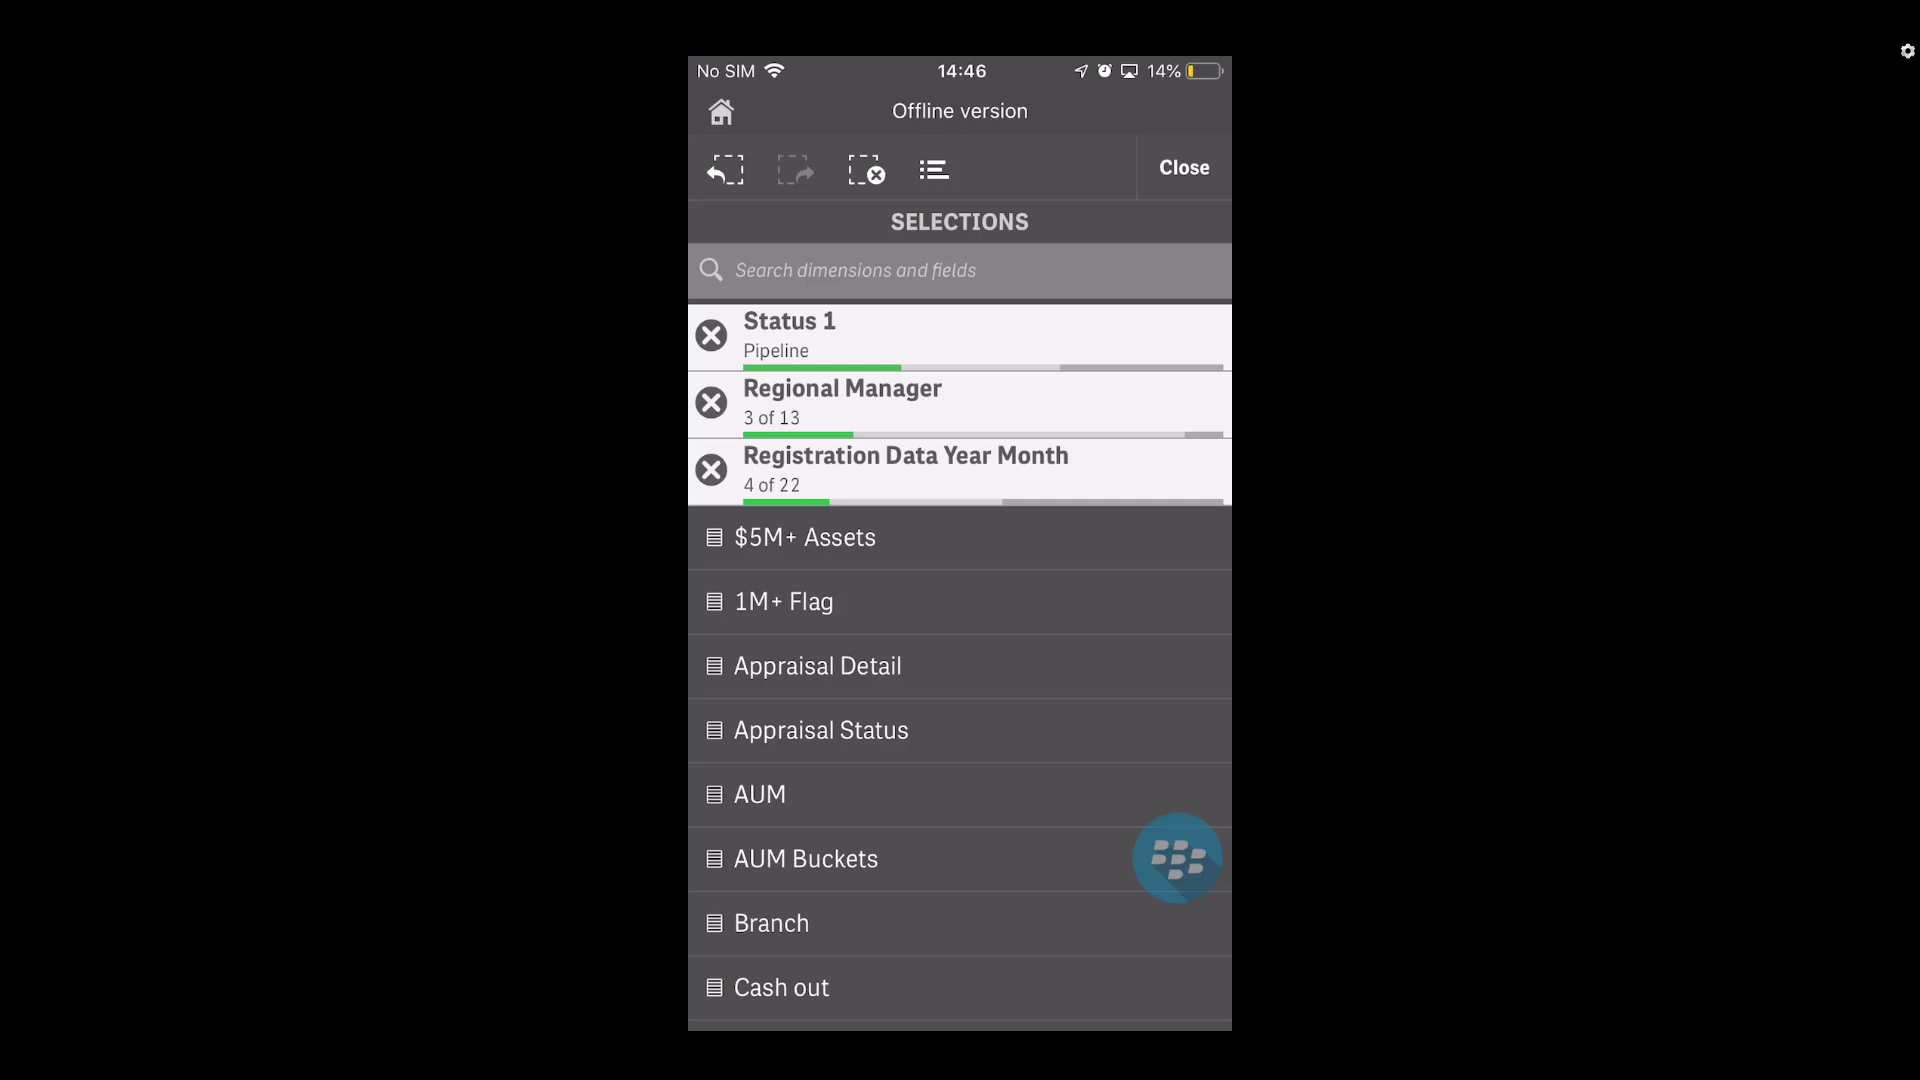 No SIM 14:46 14%
Offline version
Close
SELECTIONS
Search dimensions and fields
Status 1
Pipeline
Regional Manager
3 of 13
Registration Data Year Month
4 of 22
$5M+ Assets
1M+ Flag
Appraisal Detail
Appraisal Status
AUM
AUM Buckets
Branch
Cash out